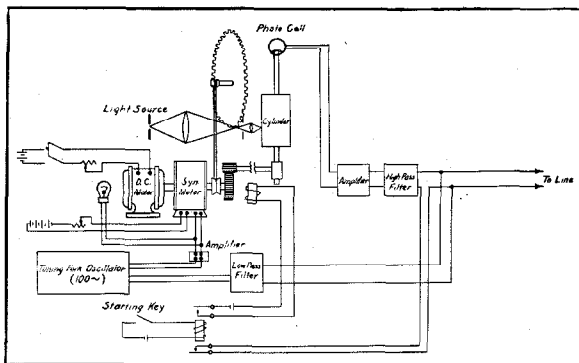 Photo Cell
Light Source
Cylinder
D.C.
Motor
Syn.
Motor
Amplifier
High Pass
Filter
To Line
Amplifier
Tuning Fork Oscillator
(100~)
Low Pass
Filter
Starting Key